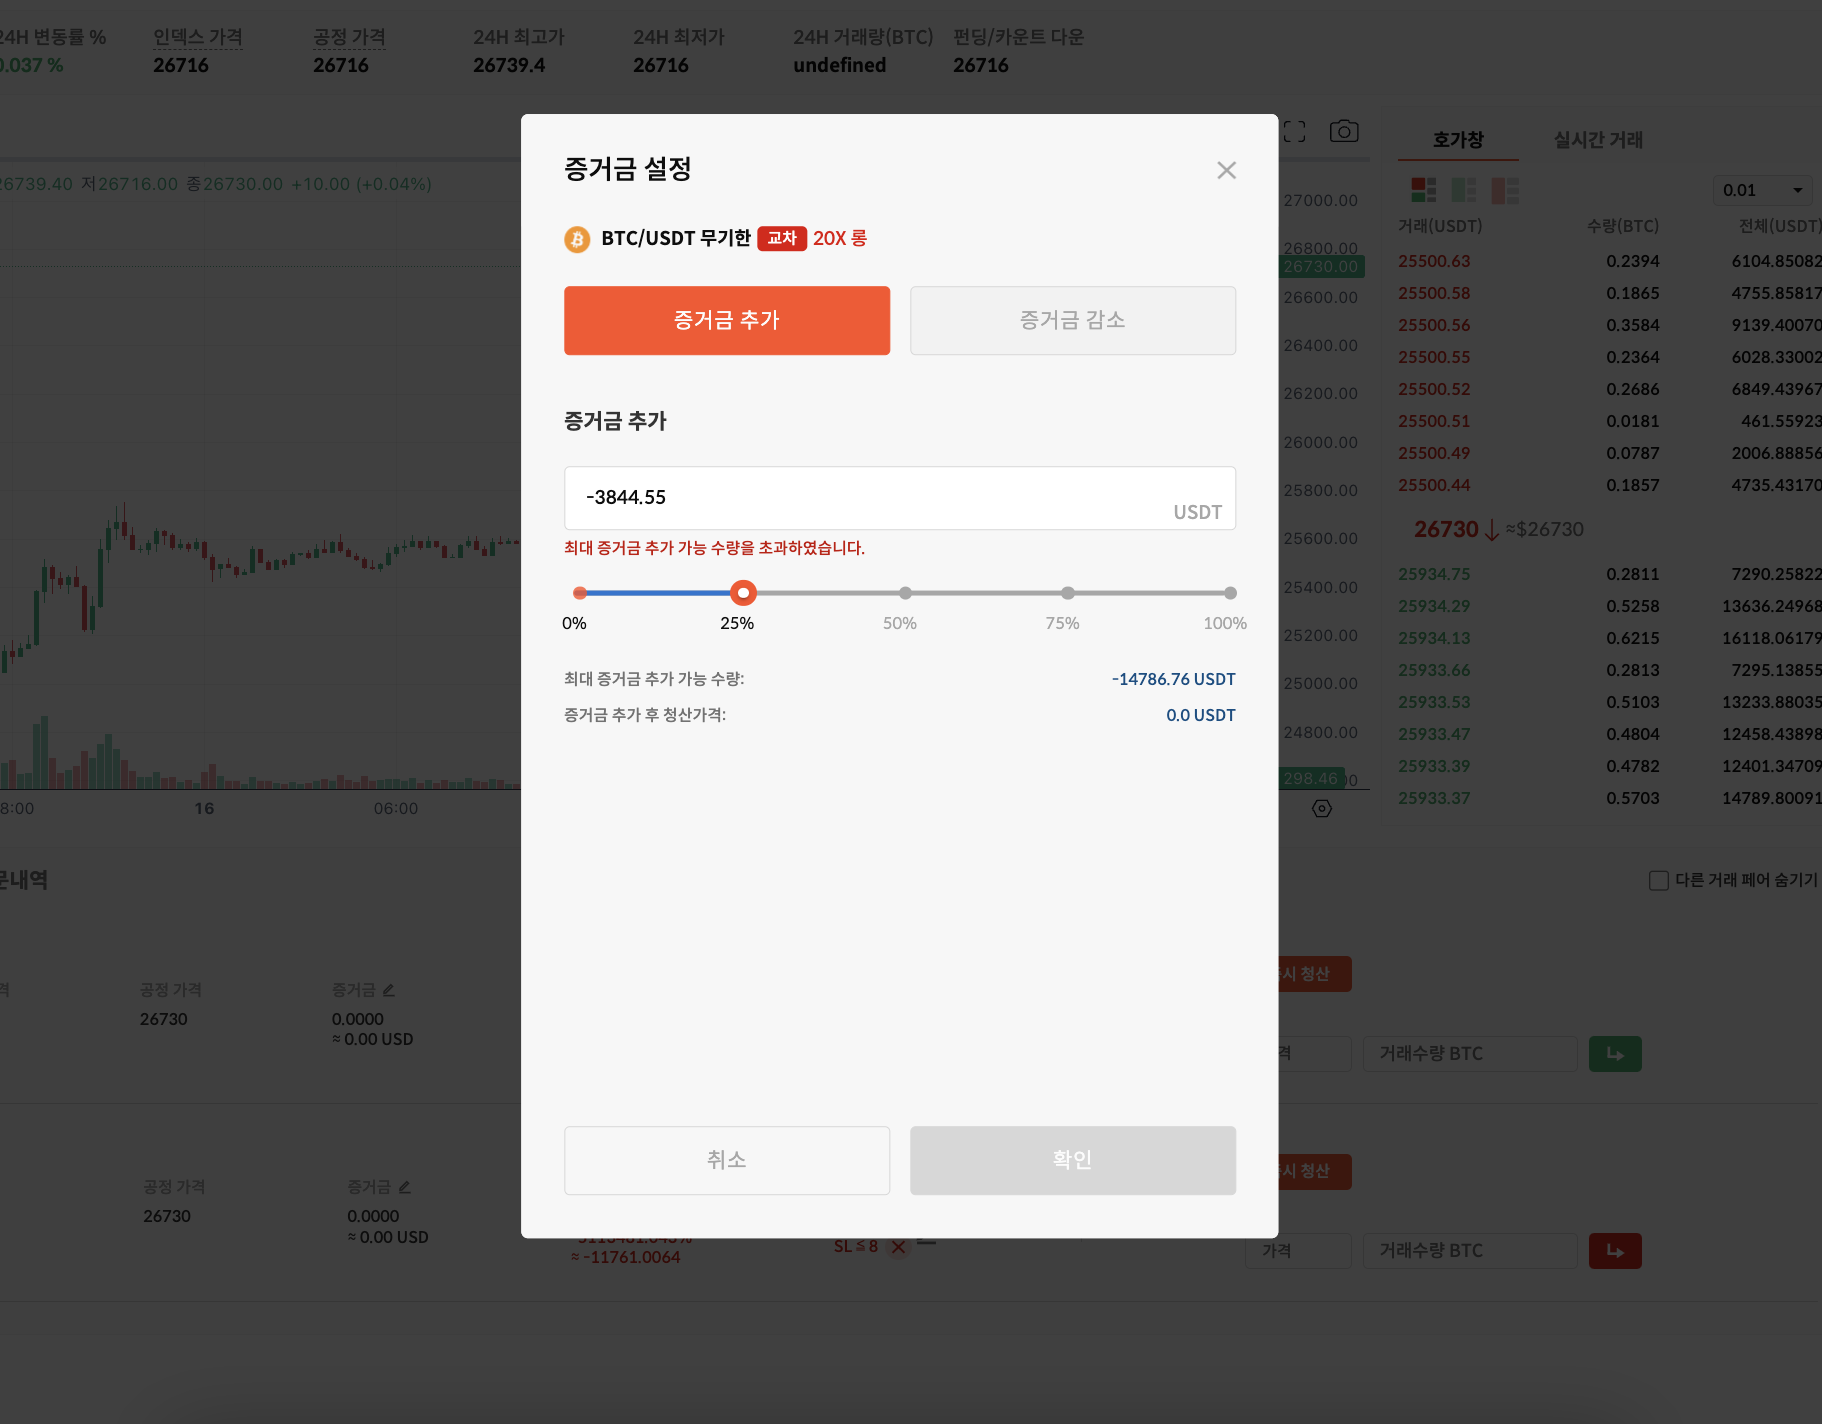 24H 변동률 %
인덱스 가격
공정 가격
24H 최고가
24H 최저가
24H 거래량(BTC)
펀딩/카운트 다운
0.037 %
26716
26716
26739.4
26716
undefined
26716
26739.40 저26716.00 종26730.00 +10.00 (+0.04%)
18:00
16
06:00
증거금 설정
BTC/USDT 무기한 교차 20X 롱
증거금 추가
증거금 감소
증거금 추가
-3844.55
USDT
최대 증거금 추가 가능 수량을 초과하였습니다.
0%
25%
50%
75%
100%
최대 증거금 추가 가능 수량:
-14786.76 USDT
증거금 추가 후 청산가격:
0.0 USDT
취소
확인
27000.00
26800.00
26730.00
26600.00
26400.00
26200.00
26000.00
25800.00
25600.00
25400.00
25200.00
25000.00
24800.00
298.46
호가창
실시간 거래
0.01
거래(USDT)
수량(BTC)
전체(USDT)
25500.63 0.2394 6104.85082
25500.58 0.1865 4755.85817
25500.56 0.3584 9139.40070
25500.55 0.2364 6028.33002
25500.52 0.2686 6849.43967
25500.51 0.0181 461.55923
25500.49 0.0787 2006.88856
25500.44 0.1857 4735.43170
26730 ↓ ≈$26730
25934.75 0.2811 7290.25822
25934.29 0.5258 13636.24968
25934.13 0.6215 16118.06179
25933.66 0.2813 7295.13855
25933.53 0.5103 13233.88035
25933.47 0.4804 12458.43898
25933.39 0.4782 12401.34709
25933.37 0.5703 14789.80091
문내역
다른 거래 페어 숨기기
격
공정 가격
26730
증거금
0.0000
≈ 0.00 USD
즉시 청산
격
거래수량 BTC
공정 가격
26730
증거금
0.0000
≈ 0.00 USD
≈ -11761.0064
SL ≤ 8
즉시 청산
가격
거래수량 BTC